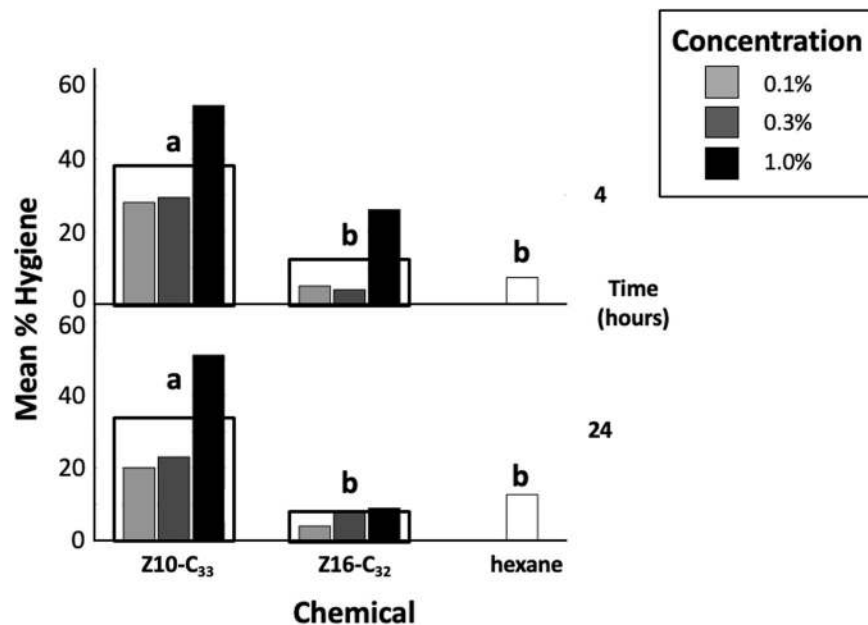 Concentration
0.1%
0.3%
1.0%
Mean % Hygiene
60
40
20
0
a
b
b
4
Time
(hours)
60
40
20
0
a
b
b
24
Z10-C₃₃
Z16-C₃₂
hexane
Chemical